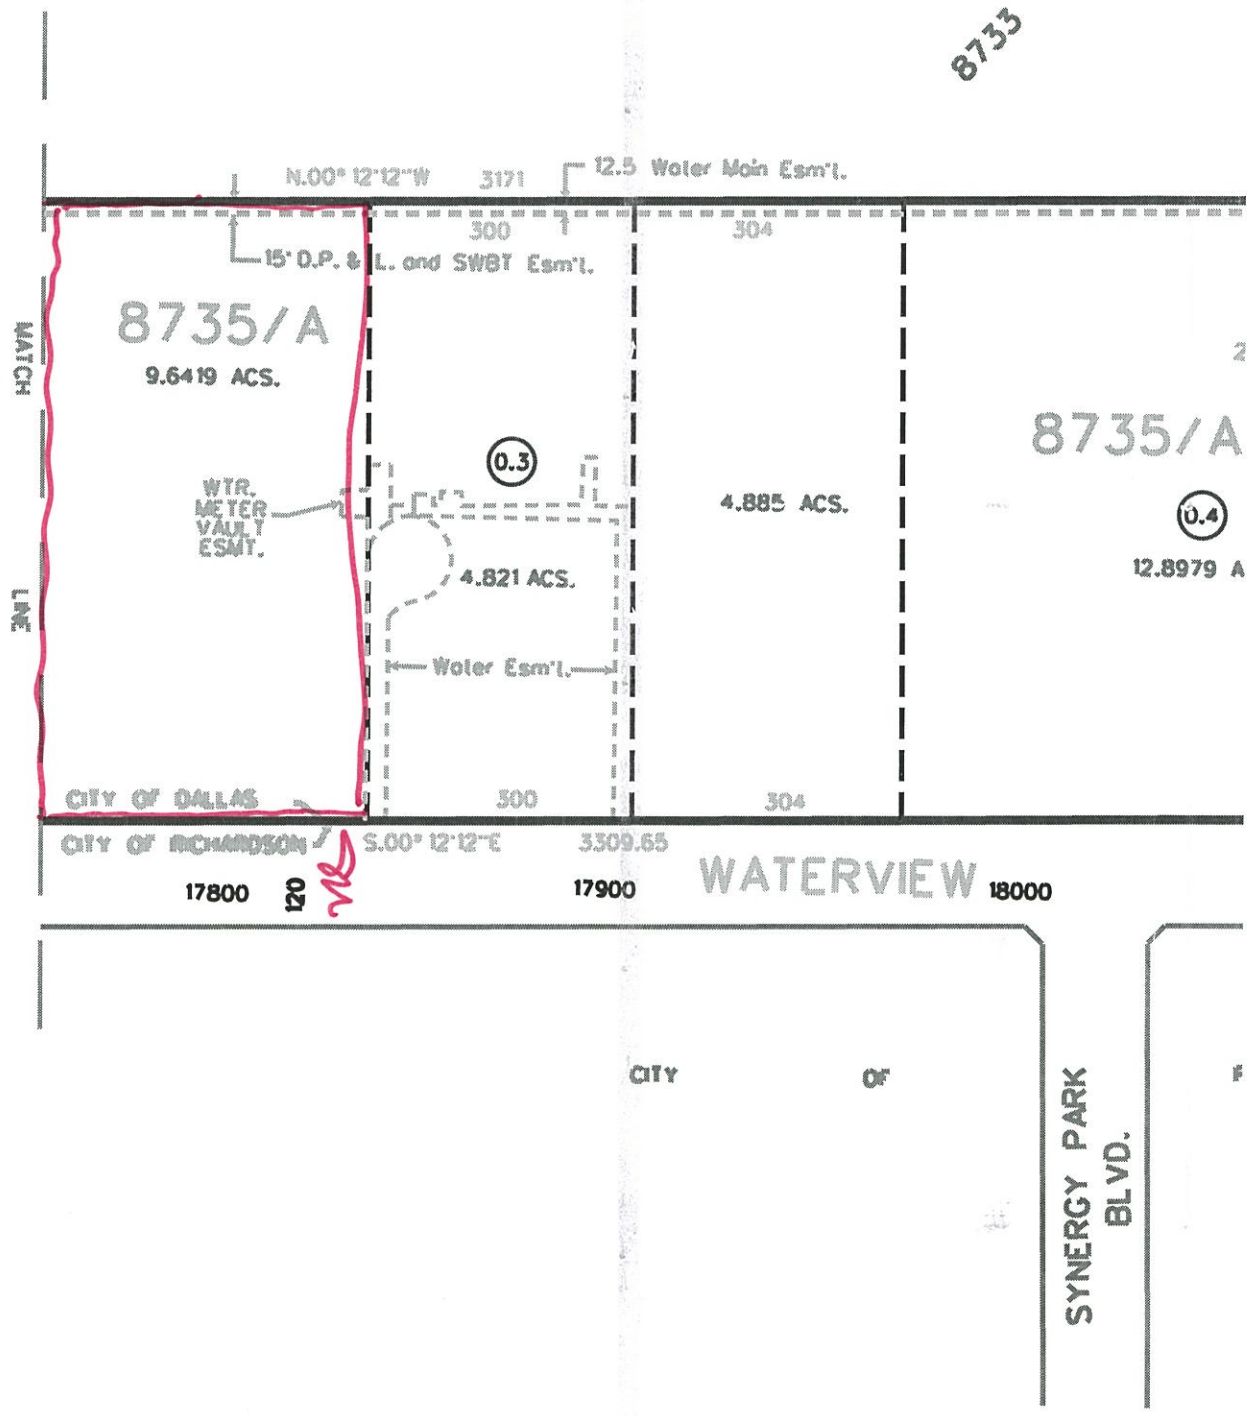 8733
N.00° 12'12"W 3171 12.5 Water Main Esm't.
300 304
15' D.P. & L. and SWBT Esm't.
8735/A
9.6419 ACS.
MATCH LINE
2
8735/A
0.3
0.4
WTR.
METER
VAULT
ESMT.
4.885 ACS.
12.8979 A
4.821 ACS.
Water Esm't.
CITY OF DALLAS 300 304
CITY OF RICHARDSON S.00° 12'12"E 3309.65
WATERVIEW
17800 120 17900 18000
CITY OF
SYNERGY PARK
BLVD.